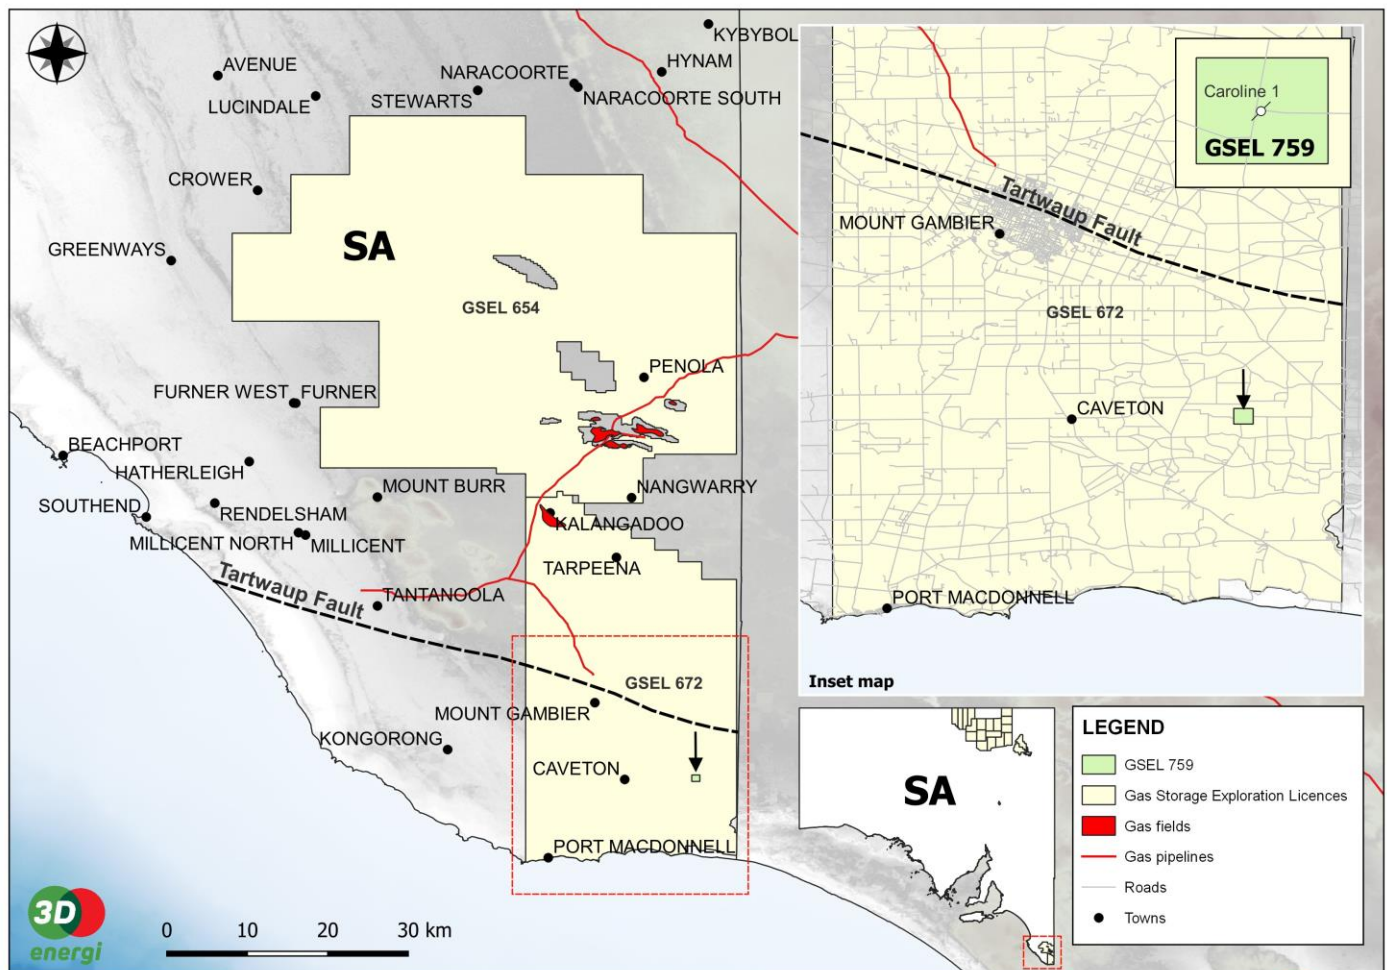 KYBYBOL
HYNAM
AVENUE
NARACOORTE
STEWARTS
NARACOORTE SOUTH
LUCINDALE
CROWER
GREENWAYS
SA
GSEL 654
PENOLA
FURNER WEST
FURNER
BEACHPORT
HATHERLEIGH
MOUNT BURR
NANGWARRY
SOUTHEND
RENDELSHAM
KALANGADOO
MILLICENT NORTH
MILLICENT
TARPEENA
Tartwaup Fault
TANTANOOLA
GSEL 672
MOUNT GAMBIER
KONGORONG
CAVETON
PORT MACDONNELL
3D
energi
0 10 20 30 km
Caroline 1
GSEL 759
Tartwaup Fault
MOUNT GAMBIER
GSEL 672
CAVETON
PORT MACDONNELL
Inset map
SA
LEGEND
GSEL 759
Gas Storage Exploration Licences
Gas fields
Gas pipelines
Roads
Towns